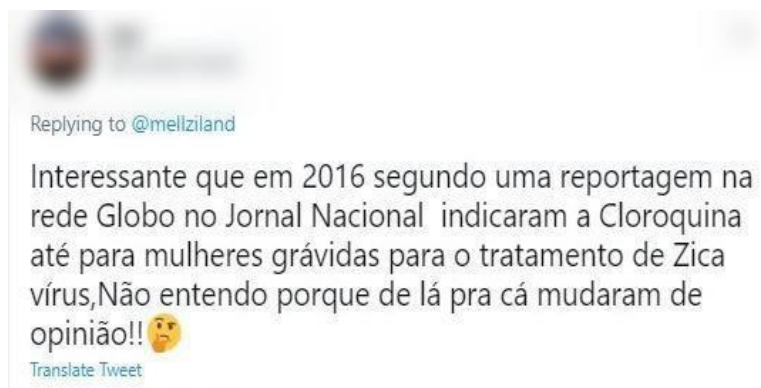 Replying to @mellziland
Interessante que em 2016 segundo uma reportagem na
rede Globo no Jornal Nacional indicaram a Cloroquina
até para mulheres grávidas para o tratamento de Zica
vírus,Não entendo porque de lá pra cá mudaram de
opinião!!🤔
Translate Tweet